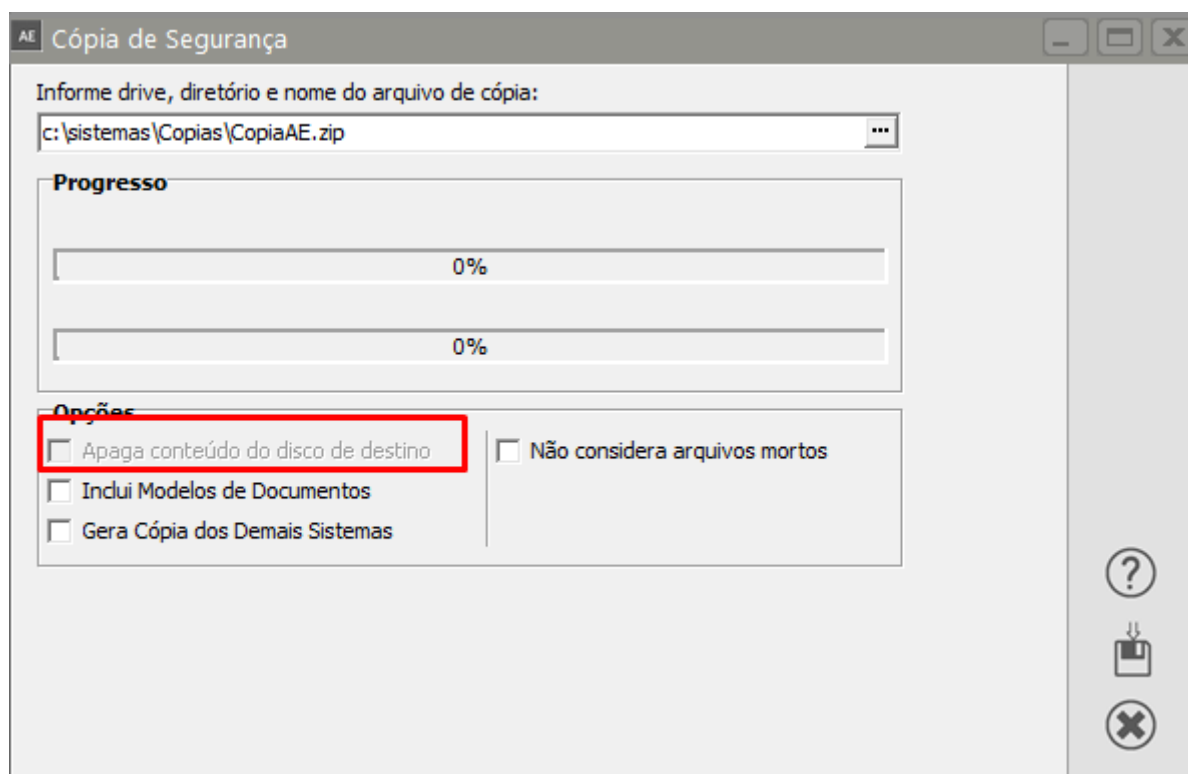 AE Cópia de Segurança
Informe drive, diretório e nome do arquivo de cópia:
c:\sistemas\Copias\CopiaAE.zip ...
Progresso
0%
0%
Opções
Apaga conteúdo do disco de destino
Não considera arquivos mortos
Inclui Modelos de Documentos
Gera Cópia dos Demais Sistemas
?